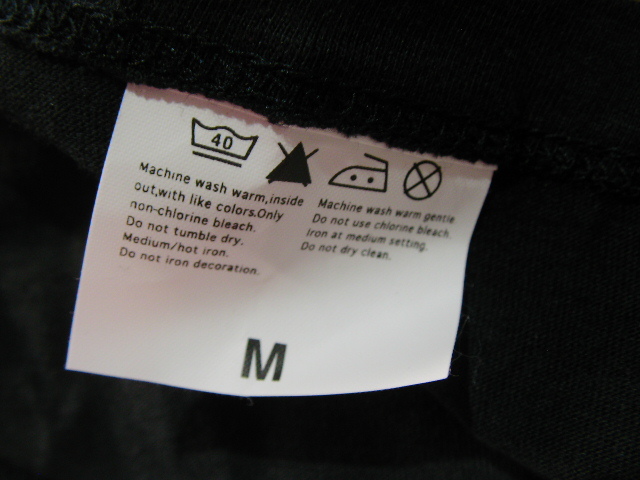 40
Machine wash warm,inside
out,with like colors.Only
non-chlorine bleach.
Do not tumble dry.
Medium/hot iron.
Do not iron decoration.
Machine wash warm gentle
Do not use chlorine bleach.
Iron at medium setting.
Do not dry clean.
M